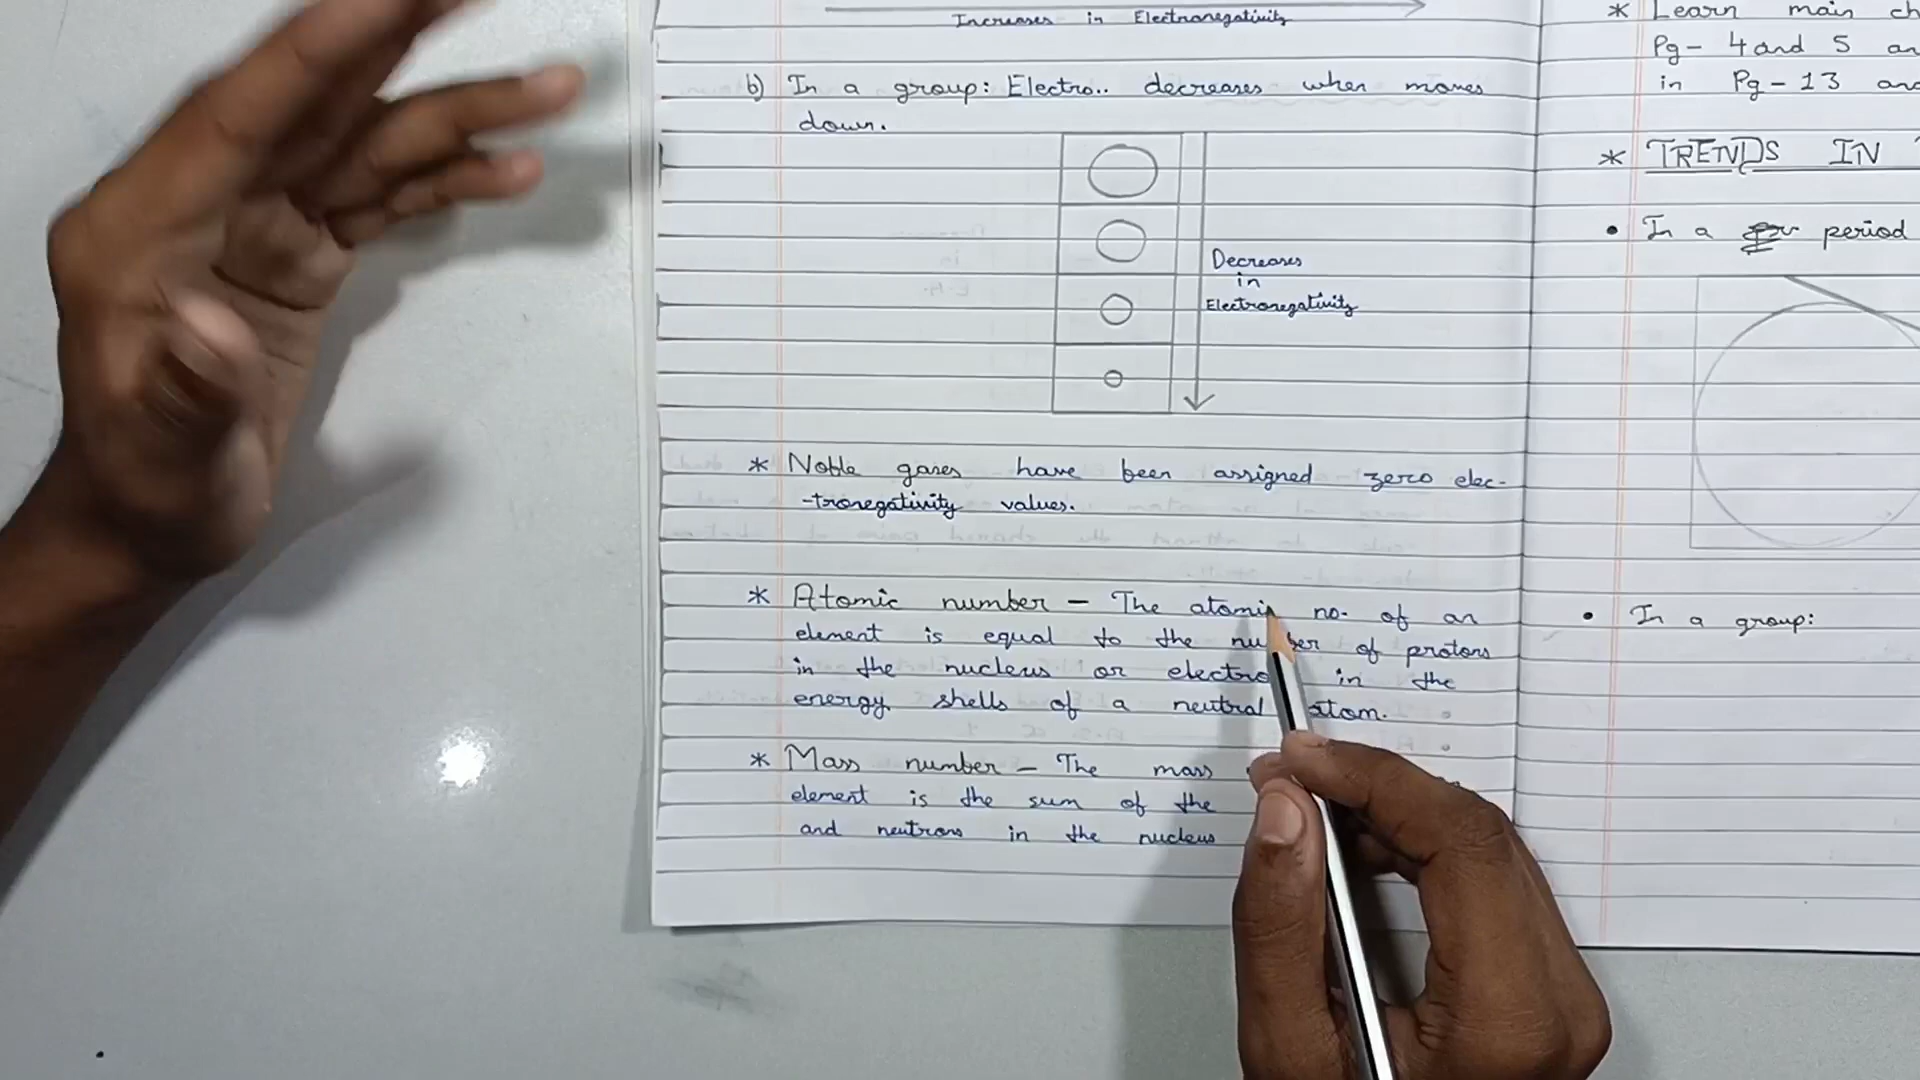 Increases in Electronegativity
b) In a group: Electro.. decreases when moves
down.
Decreases
in
Electronegativity
* Noble gases have been assigned zero elec-
-tronegativity values.
* Atomic number - The atomic no. of an
element is equal to the number of protons
in the nucleus or electro in the
energy shells of a neutral atom.
* Mass number - The mass
element is the sum of the
and neutrons in the nucleus
* Learn main ch
Pg - 4 and 5 an
in Pg - 13 and
* TRENDS IN
• In a period
• In a group: